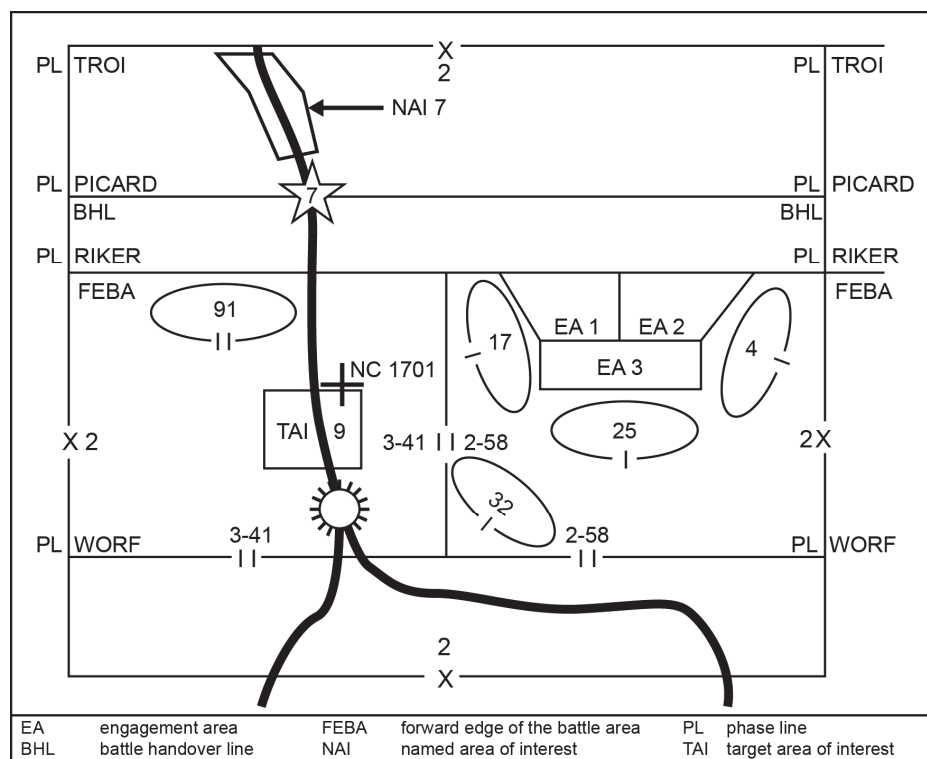 X
2
PL TROI PL TROI
NAI 7
PL PICARD PL PICARD
7
BHL BHL
PL RIKER PL RIKER
FEBA FEBA
91
17 EA 1 EA 2 4
EA 3
NC 1701
TAI 9
25
X 2 3-41 2-58 2X
32
3-41 2-58
PL WORF PL WORF
2
X
EA engagement area FEBA forward edge of the battle area PL phase line
BHL battle handover line NAI named area of interest TAI target area of interest